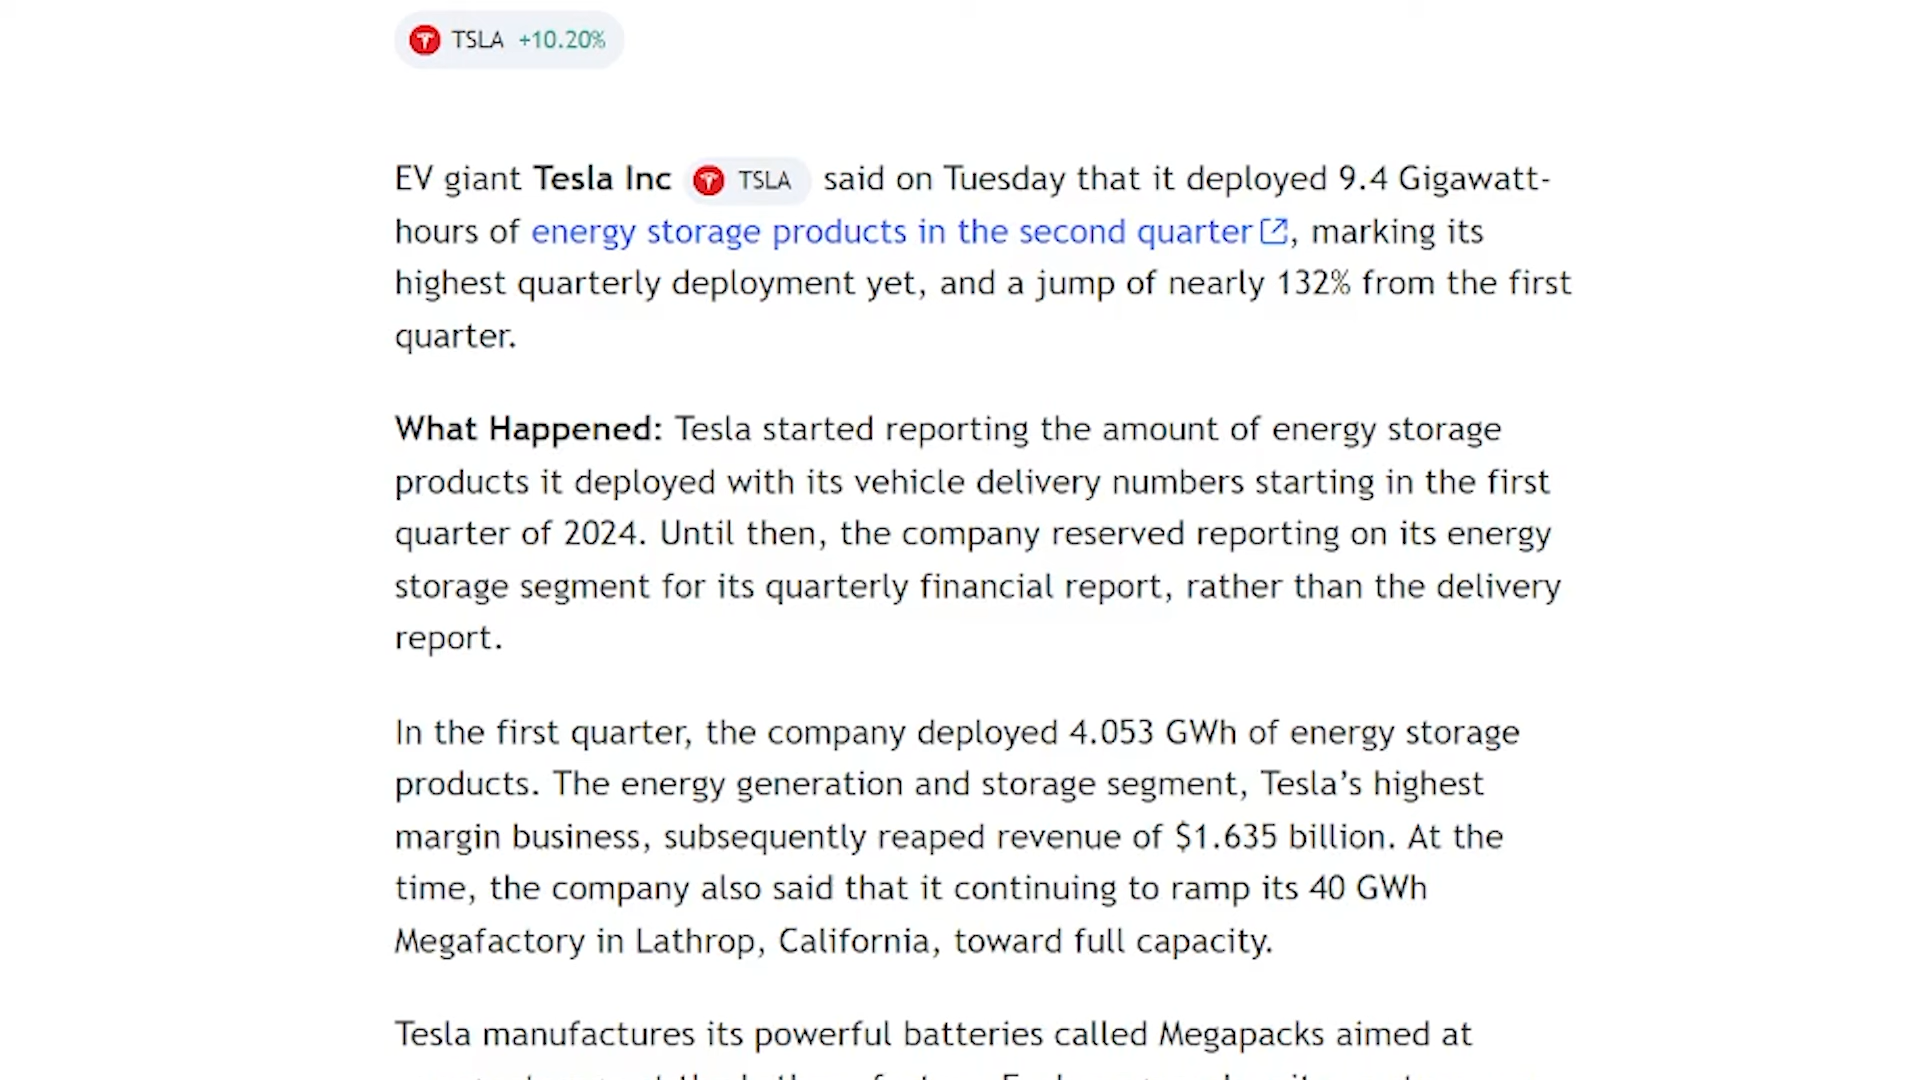 TSLA +10.20%
EV giant Tesla Inc TSLA said on Tuesday that it deployed 9.4 Gigawatt-
hours of energy storage products in the second quarter, marking its
highest quarterly deployment yet, and a jump of nearly 132% from the first
quarter.
What Happened: Tesla started reporting the amount of energy storage
products it deployed with its vehicle delivery numbers starting in the first
quarter of 2024. Until then, the company reserved reporting on its energy
storage segment for its quarterly financial report, rather than the delivery
report.
In the first quarter, the company deployed 4.053 GWh of energy storage
products. The energy generation and storage segment, Tesla’s highest
margin business, subsequently reaped revenue of $1.635 billion. At the
time, the company also said that it continuing to ramp its 40 GWh
Megafactory in Lathrop, California, toward full capacity.
Tesla manufactures its powerful batteries called Megapacks aimed at